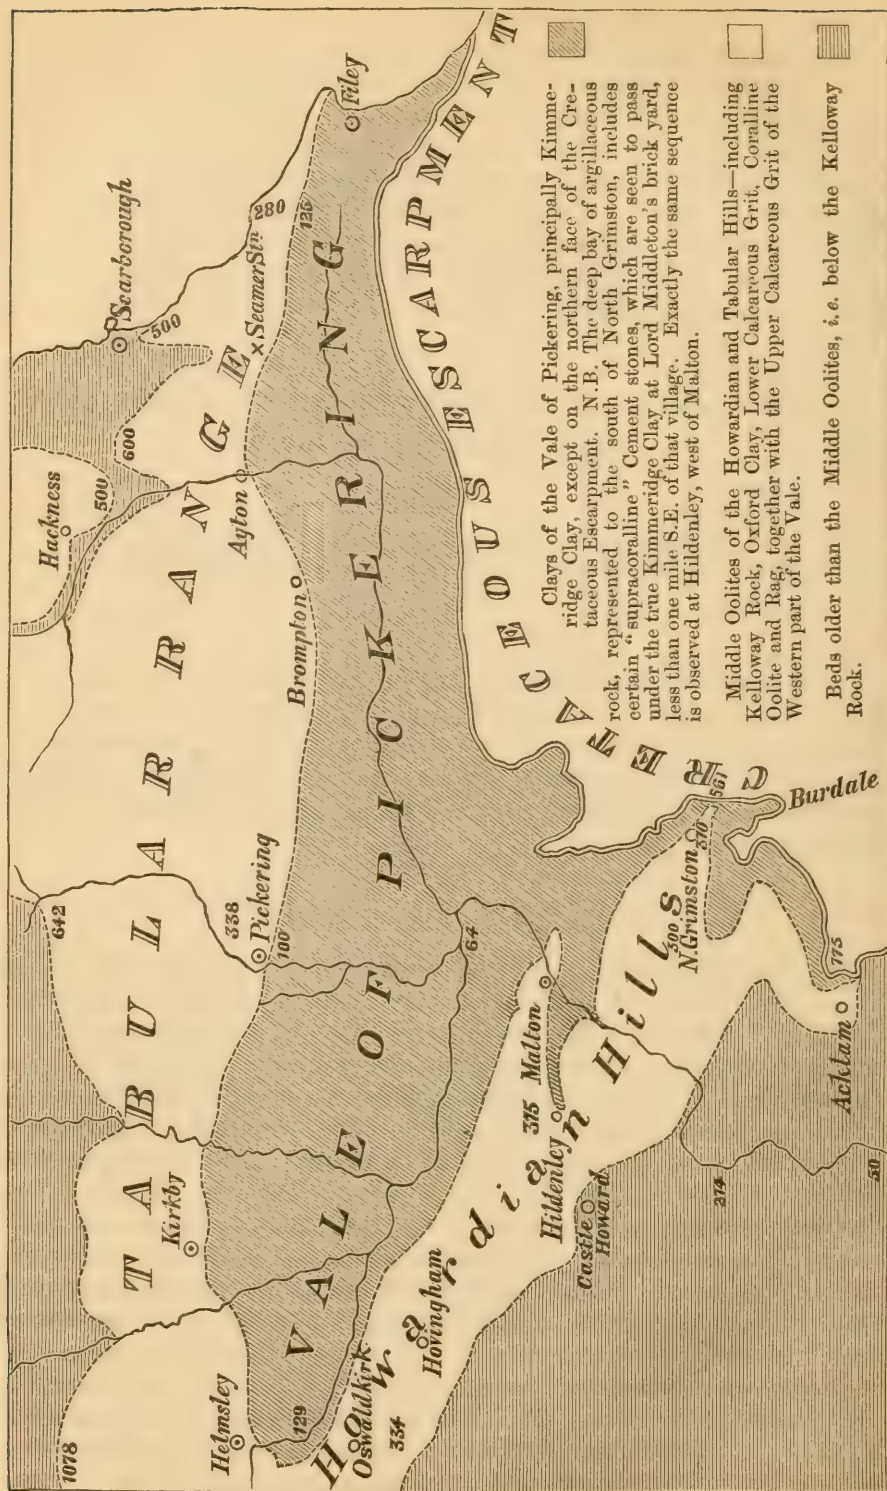 TABULAR RANGE
VALE OF PICKERING
Howardian Hills
CRETACEOUS ESCARPMENT
1078
Helmsley
129
Oswaldkirk
334
Hovingham
Kirkby
642
338
Pickering
100
64
Hackness
500
600
Scarborough
500
Seamer Stn
280
125
Filey
Ayton
Brompton
Malton
315
Hildenley
Castle
Howard
274
50
Acklam
775
300
N. Grimston
370
561
Burdale
Clays of the Vale of Pickering, principally Kimme-
ridge Clay, except on the northern face of the Cre-
taceous Escarpment. N.B. The deep bay of argillaceous
rock, represented to the south of North Grimston, includes
certain “supracoralline” Cement stones, which are seen to pass
under the true Kimmeridge Clay at Lord Middleton's brick yard,
less than one mile S.E. of that village. Exactly the same sequence
is observed at Hildenley, west of Malton.
Middle Oolites of the Howardian and Tabular Hills—including
Kelloway Rock, Oxford Clay, Lower Calcareous Grit, Coralline
Oolite and Rag, together with the Upper Calcareous Grit of the
Western part of the Vale.
Beds older than the Middle Oolites, i.e. below the Kelloway
Rock.